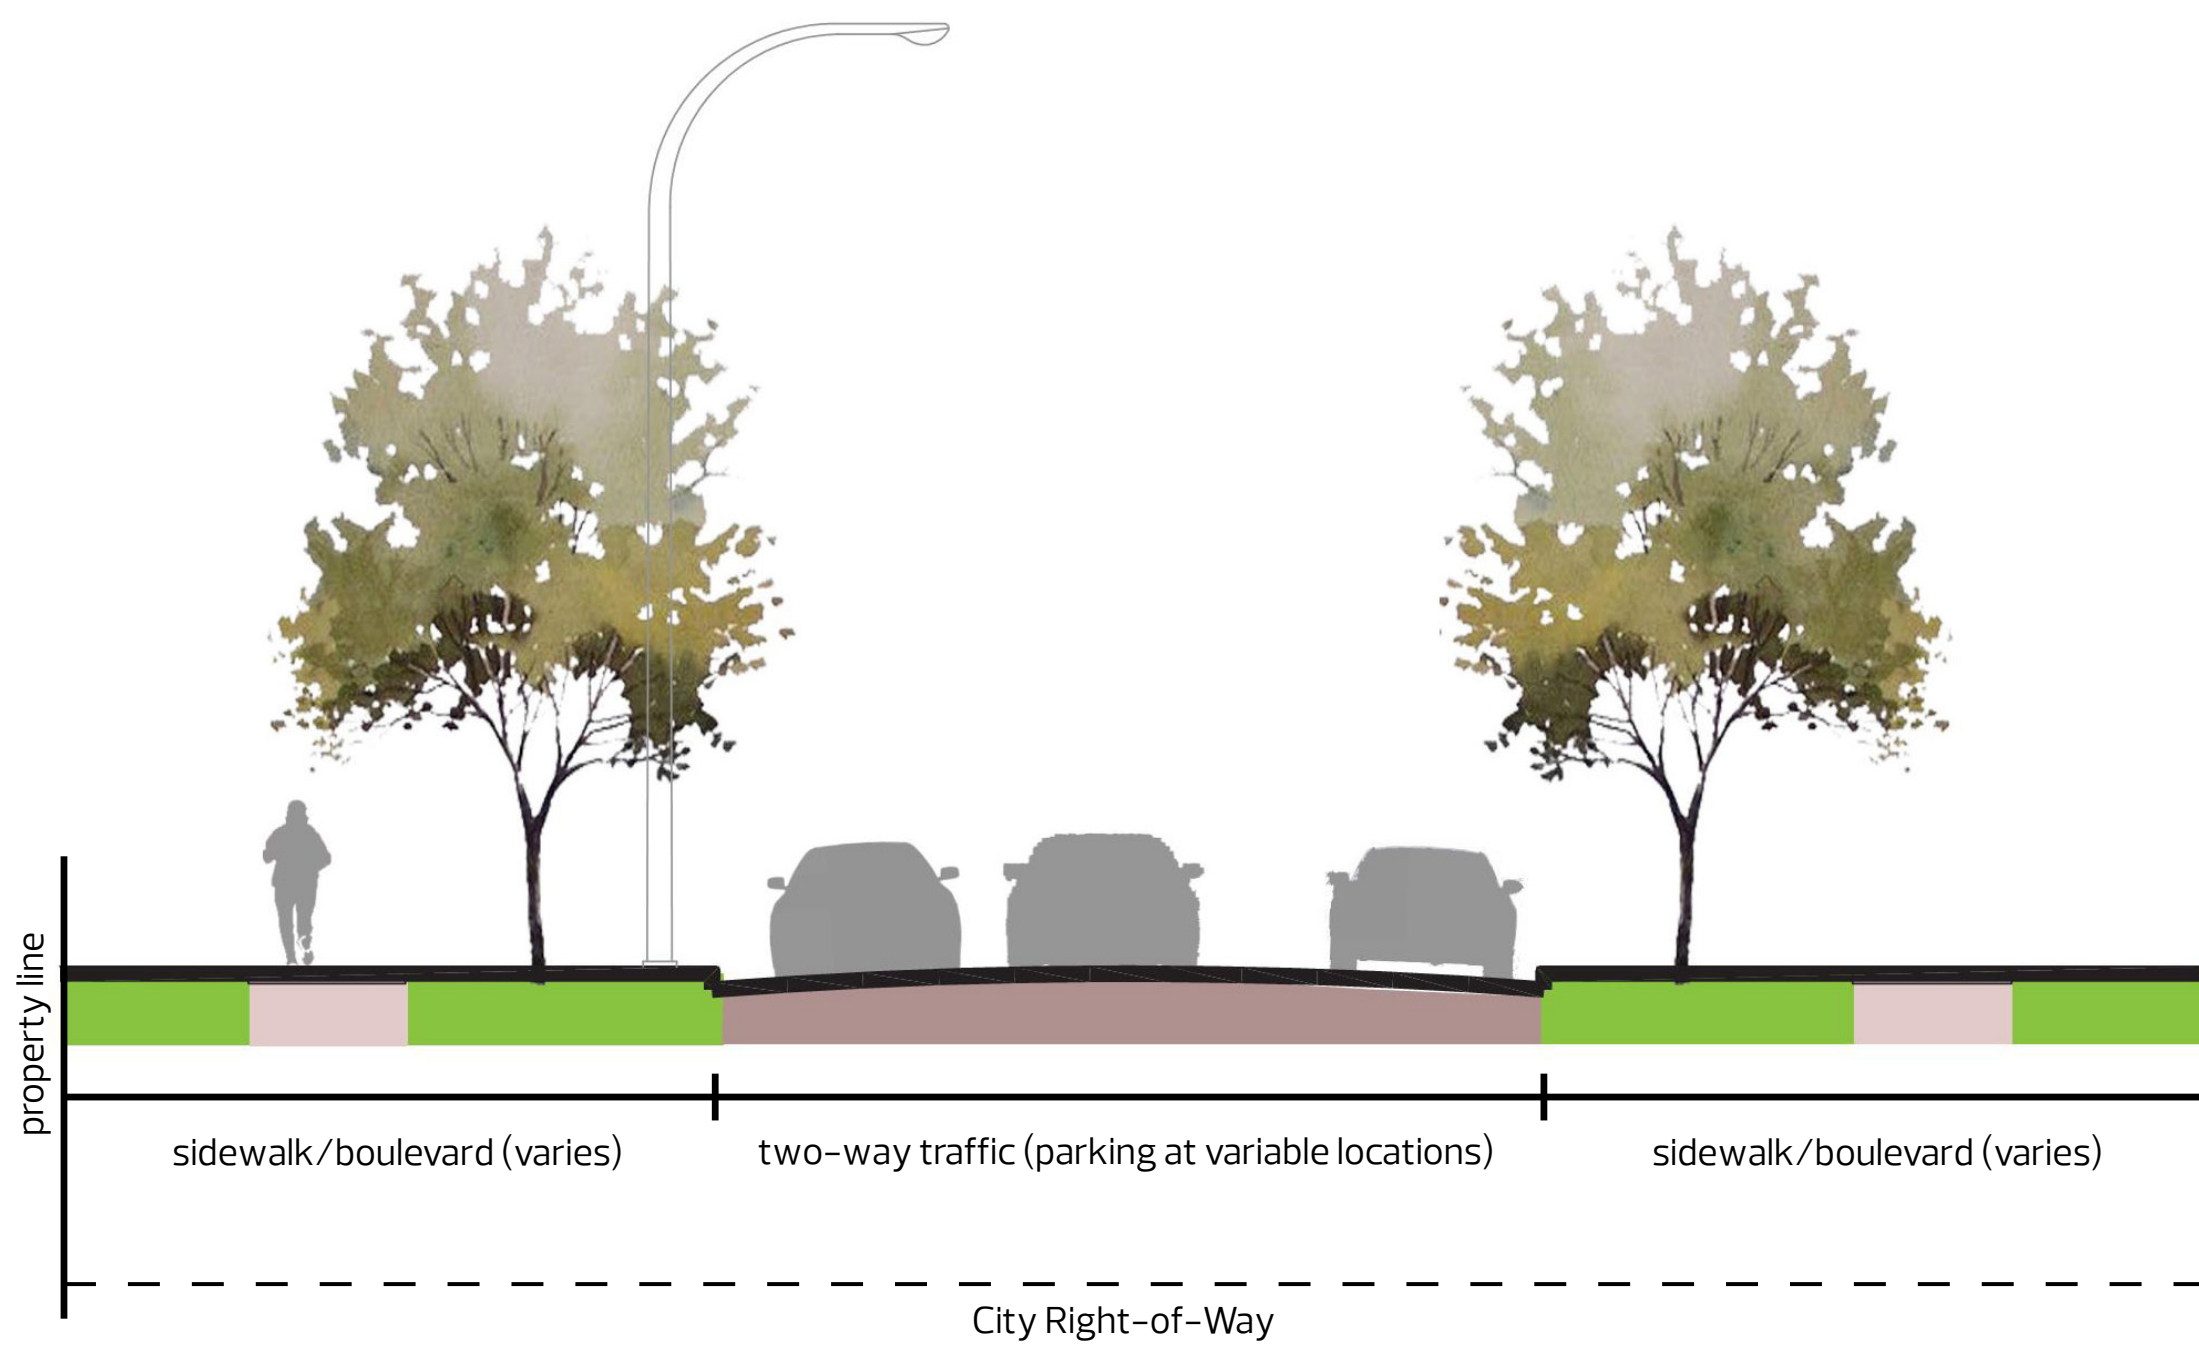 property line
sidewalk/boulevard (varies)
two-way traffic (parking at variable locations)
sidewalk/boulevard (varies)
City Right-of-Way